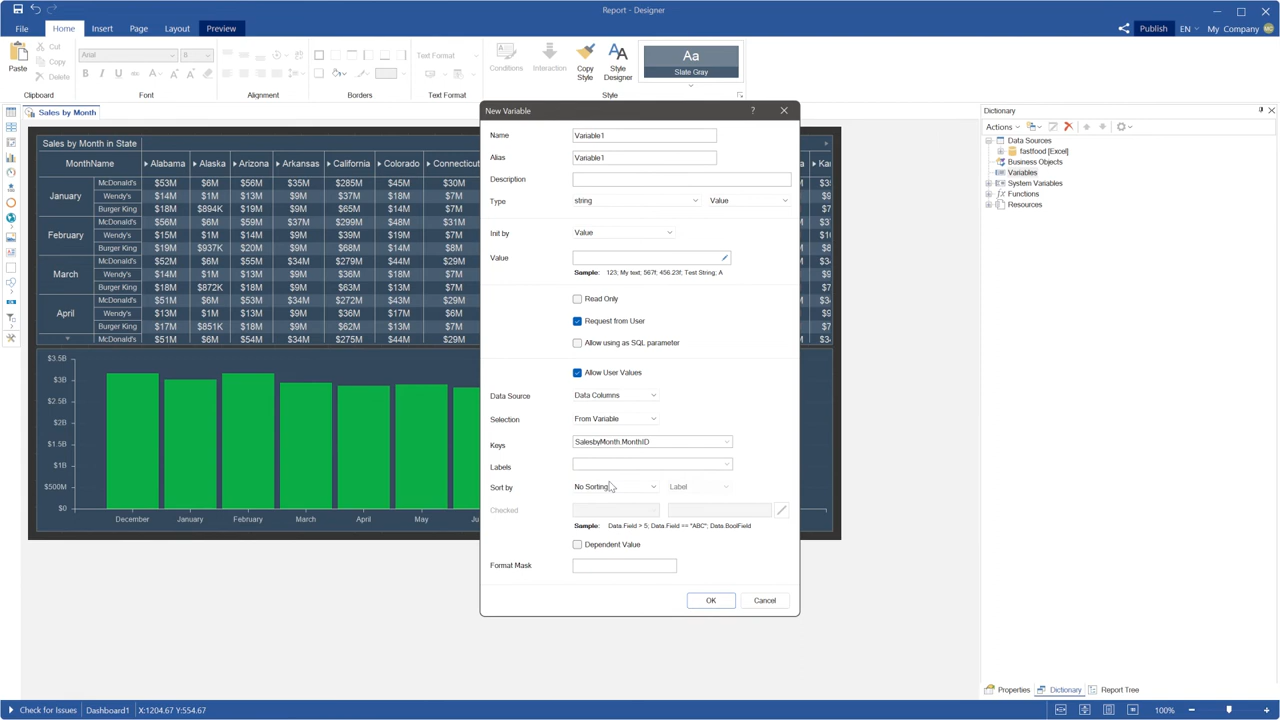 Report - Designer
File Home Insert Page Layout Preview Publish EN My Company
Paste Cut Copy Delete
Arial 8
B I U
Text Format
Conditions Interaction Copy Style Style Designer
Aa
Slate Gray
Clipboard Font Alignment Borders Text Format Style
Sales by Month
Sales by Month in State
MonthName Alabama Alaska Arizona Arkansas California Colorado Connecticut
January McDonald's $53M $6M $56M $35M $285M $45M $30M
Wendy's $14M $1M $13M $9M $37M $18M $7M
Burger King $18M $894K $19M $9M $65M $14M $7M
February McDonald's $56M $6M $59M $37M $299M $48M $31M
Wendy's $15M $1M $14M $9M $39M $19M $7M
Burger King $19M $937K $20M $9M $68M $14M $8M
March McDonald's $52M $6M $55M $34M $279M $44M $29M
Wendy's $14M $1M $13M $9M $36M $18M $7M
Burger King $18M $872K $18M $9M $63M $13M $7M
April McDonald's $51M $6M $53M $34M $272M $43M $29M
Wendy's $13M $1M $13M $9M $36M $18M $7M
Burger King $17M $851K $18M $9M $62M $13M $7M
McDonald's $51M $6M $54M $34M $275M $44M $29M
$3.5B
$3B
$2.5B
$2B
$1.5B
$1B
$500M
$0
December January February March April May
New Variable ?
Name Variable1
Alias Variable1
Description
Type string Value
Init by Value
Value
Sample: 123; My text; 567f; 456.23f; Test String; A
Read Only
Request from User
Allow using as SQL parameter
Allow User Values
Data Source Data Columns
Selection From Variable
Keys SalesbyMonth.MonthID
Labels
Sort by No Sorting Label
Checked
Sample: Data.Field > 5; Data.Field == "ABC"; Data.BoolField
Dependent Value
Format Mask
OK Cancel
Dictionary
Actions
Data Sources
fastfood [Excel]
Business Objects
Variables
System Variables
Functions
Resources
Properties Dictionary Report Tree
Check for Issues Dashboard1 X:1204.67 Y:554.67 100%